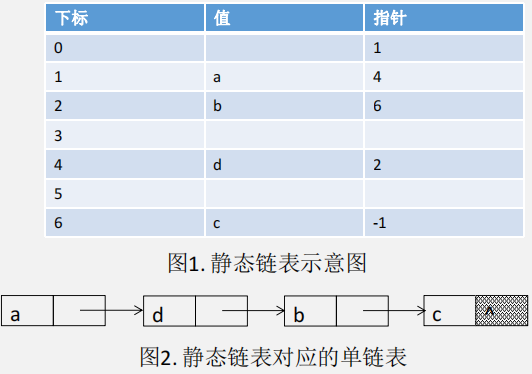 下标 值 指针
0 1
1 a 4
2 b 6
3
4 d 2
5
6 c -1
图1. 静态链表示意图
a d b c ^
图2. 静态链表对应的单链表